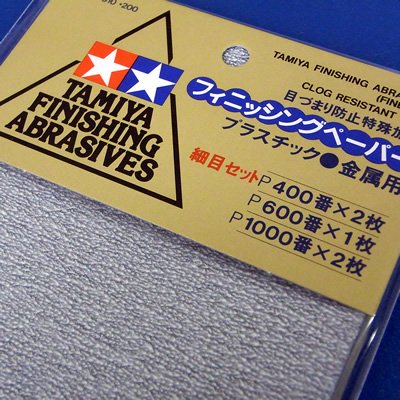 TAMIYA FINISHING ABRA
CLOG RESISTANT
(FINE
目づまり防止特殊加
フィニッシングペーパー
プラスチック●金属用
TAMIYA
FINISHING
ABRASIVES
細目セット
P400番×2枚
P600番×1枚
P1000番×2枚